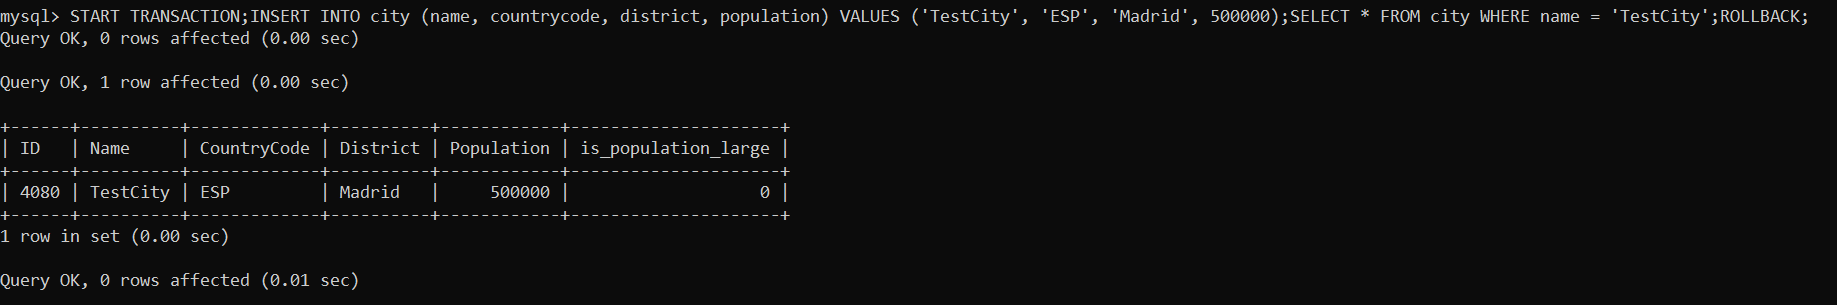 mysql> START TRANSACTION;INSERT INTO city (name, countrycode, district, population) VALUES ('TestCity', 'ESP', 'Madrid', 500000);SELECT * FROM city WHERE name = 'TestCity';ROLLBACK;
Query OK, 0 rows affected (0.00 sec)

Query OK, 1 row affected (0.00 sec)

+------+----------+-------------+----------+------------+---------------------+
| ID   | Name     | CountryCode | District | Population | is_population_large |
+------+----------+-------------+----------+------------+---------------------+
| 4080 | TestCity | ESP         | Madrid   |     500000 |                   0 |
+------+----------+-------------+----------+------------+---------------------+
1 row in set (0.00 sec)

Query OK, 0 rows affected (0.01 sec)